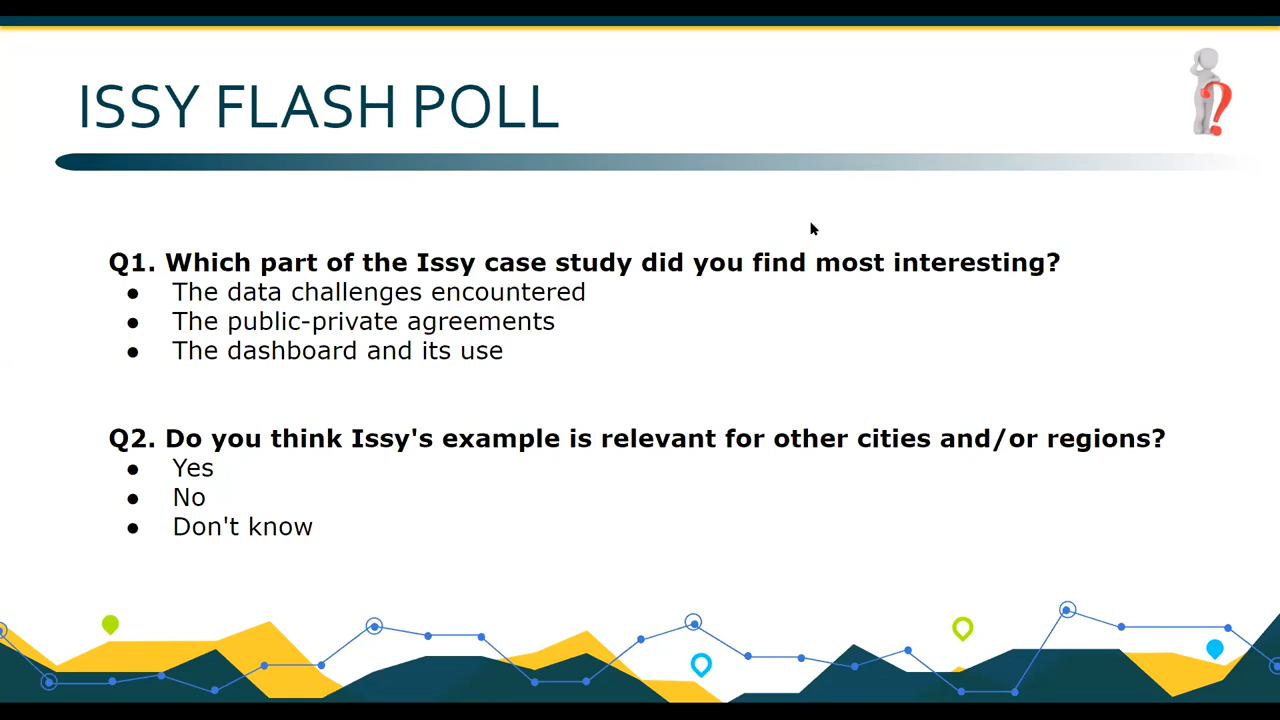 ISSY FLASH POLL
Q1. Which part of the Issy case study did you find most interesting?
● The data challenges encountered
● The public-private agreements
● The dashboard and its use
Q2. Do you think Issy's example is relevant for other cities and/or regions?
● Yes
● No
● Don't know